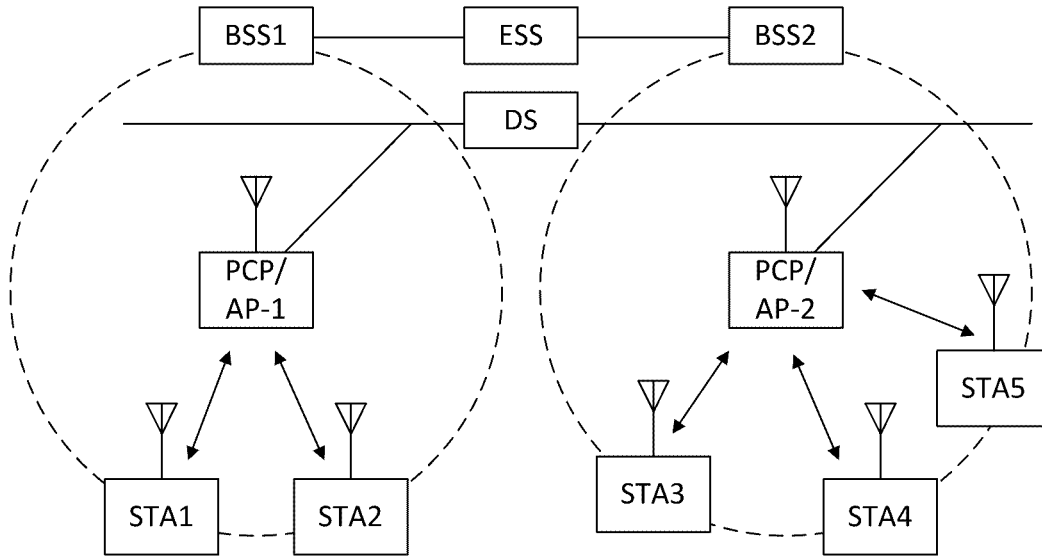 BSS1
ESS
BSS2
DS
PCP/
AP-1
PCP/
AP-2
STA5
STA3
STA1
STA2
STA4